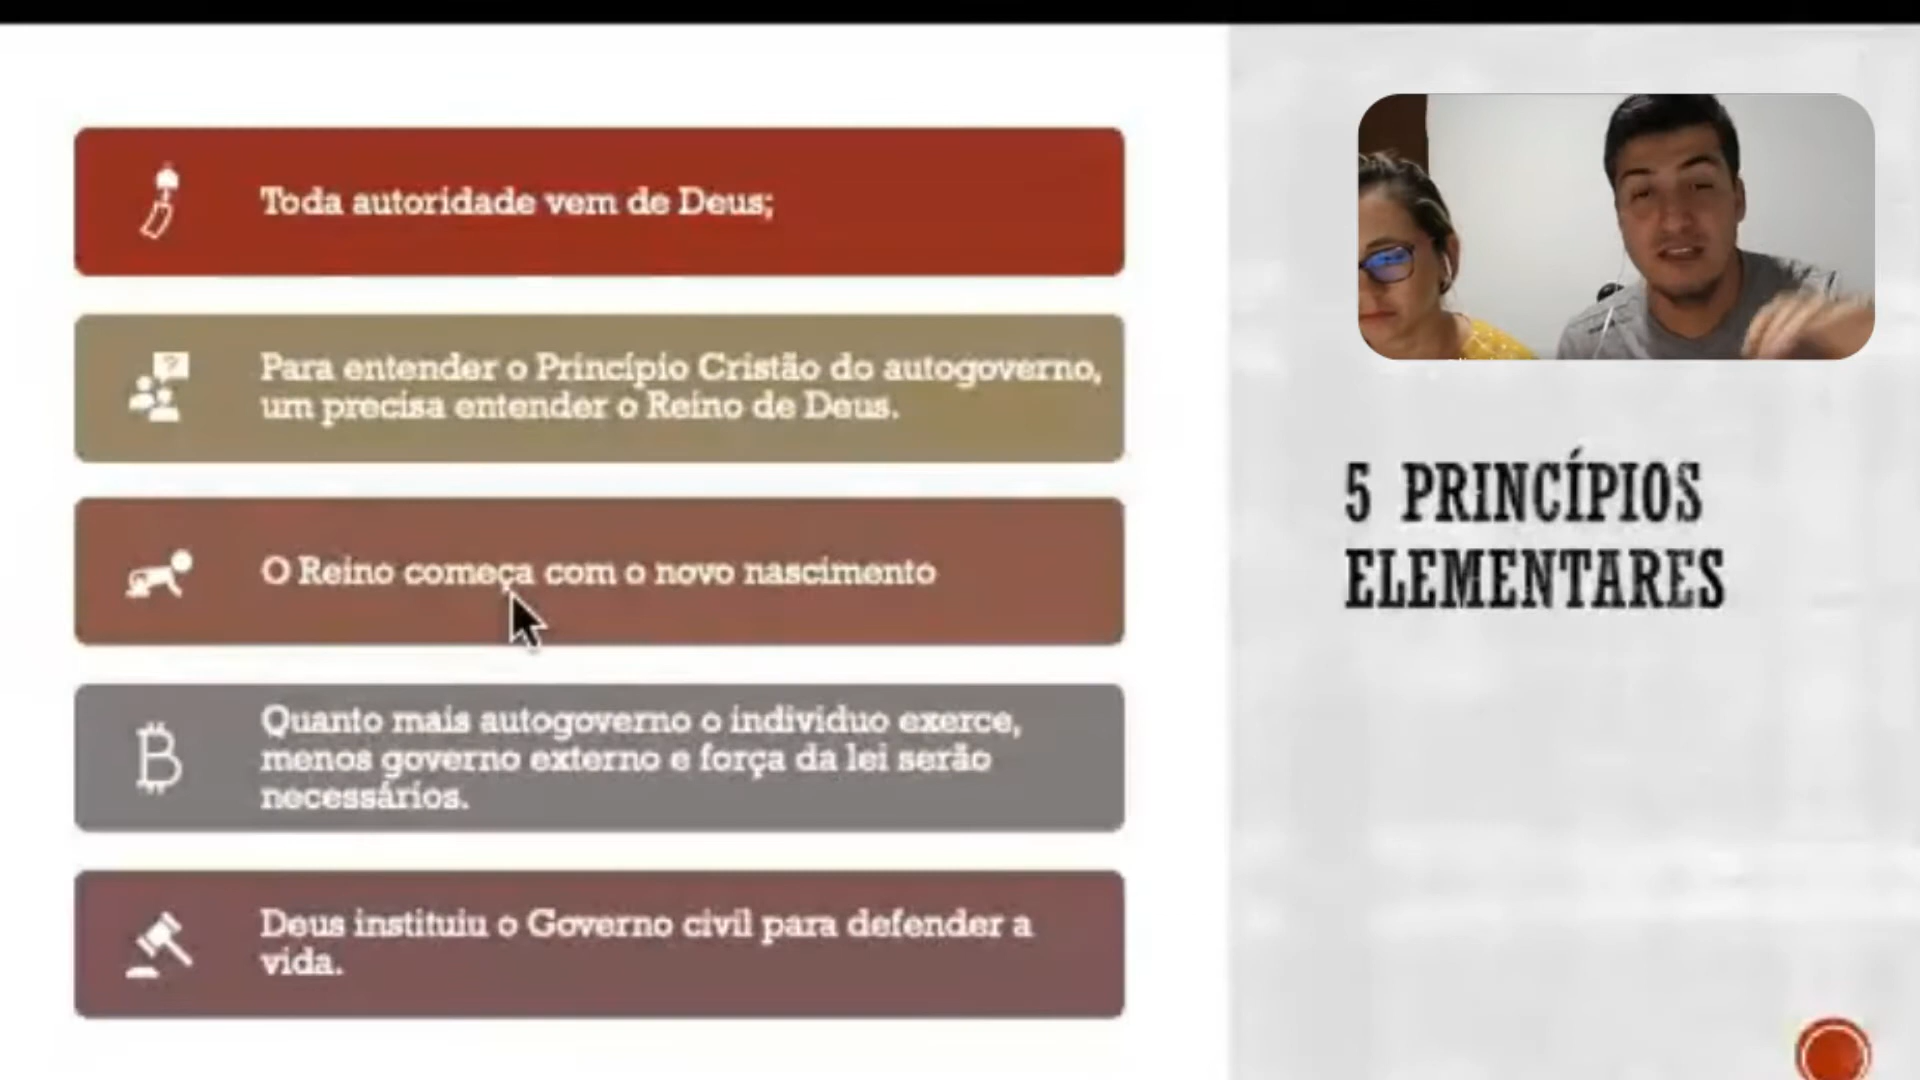 Toda autoridade vem de Deus;
Para entender o Princípio Cristão do autogoverno,
um precisa entender o Reino de Deus.
O Reino começa com o novo nascimento
Quanto mais autogoverno o individuo exerce,
menos governo externo e força da lei serão
necessários.
Deus instituiu o Governo civil para defender a
vida.
5 PRINCÍPIOS
ELEMENTARES